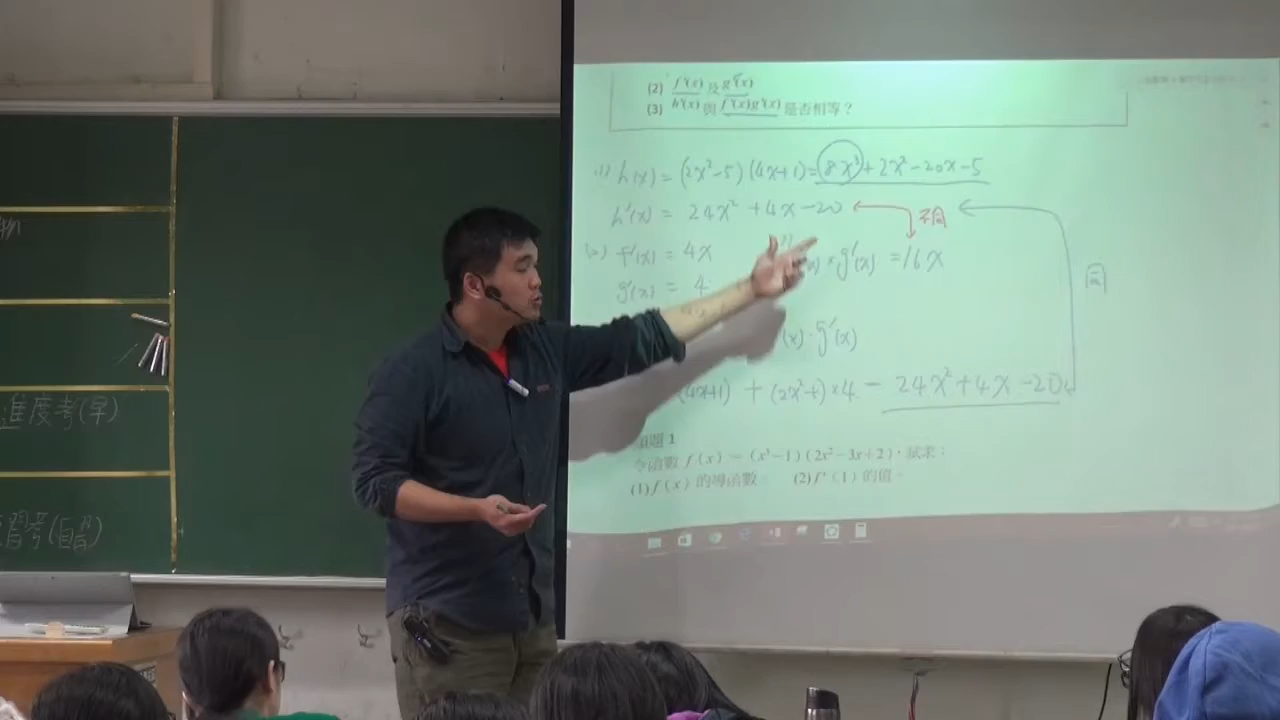 (2) f'(x) 及 g'(x)
(3) h'(x) 與 f'(x)g'(x) 是否相等？
(1) h(x) = (2x²-5)(4x+1) = 8x³+2x²-20x-5
h'(x) = 24x²+4x-20
不同
(2) f'(x) = 4x
g'(x) = 16x
g'(x) = 4
同
(x)·g'(x)
(4x+1) + ×4 = 24x²+4x-20
題 1
令函數 f(x) = (x³-1)(2x²-3x+2)，試求：
(1) f(x) 的導函數。 (2) f'(1) 的值。
進度考(早)
習考(自習)